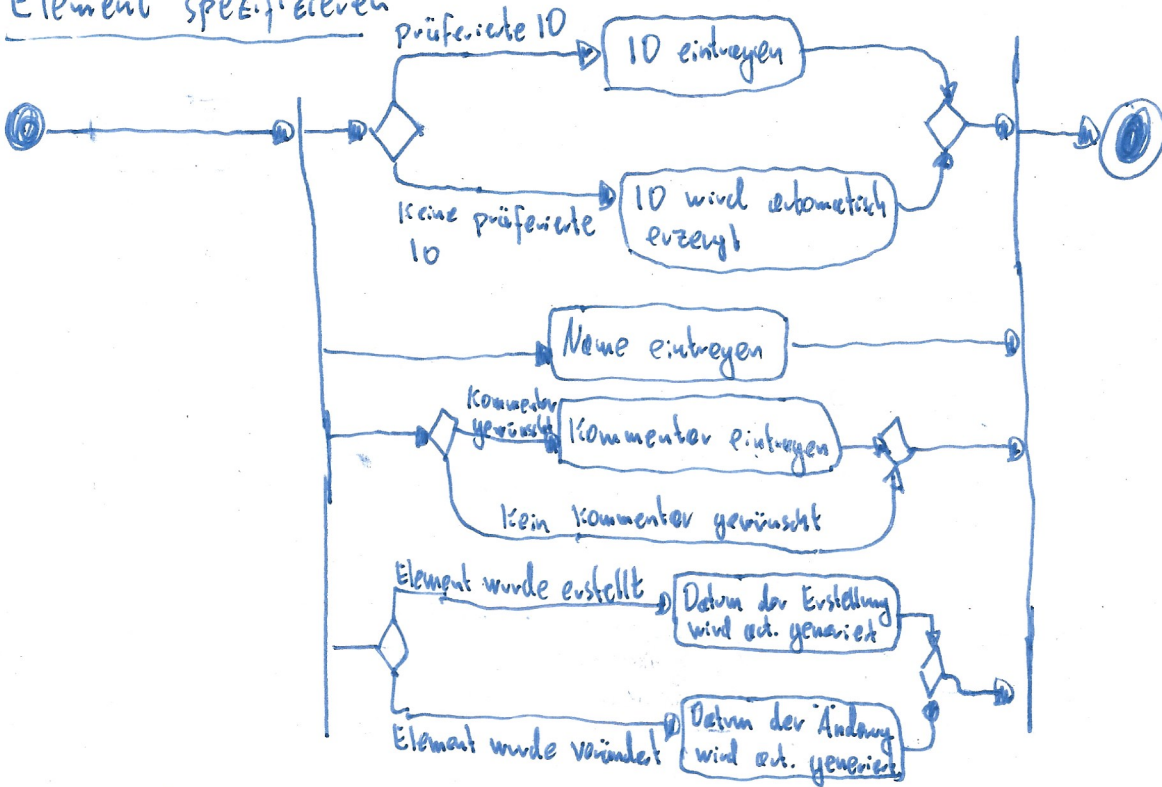 Element spezifizieren
präferierte ID
ID eintragen
Keine präferierte
ID
ID wird automatisch
erzeugt
Name eintragen
Kommentar
gewünscht
Kommentar eintragen
Kein Kommentar gewünscht
Element wurde erstellt
Datum der Erstellung
wird aut. generiert
Element wurde verändert
Datum der Änderung
wird aut. generiert